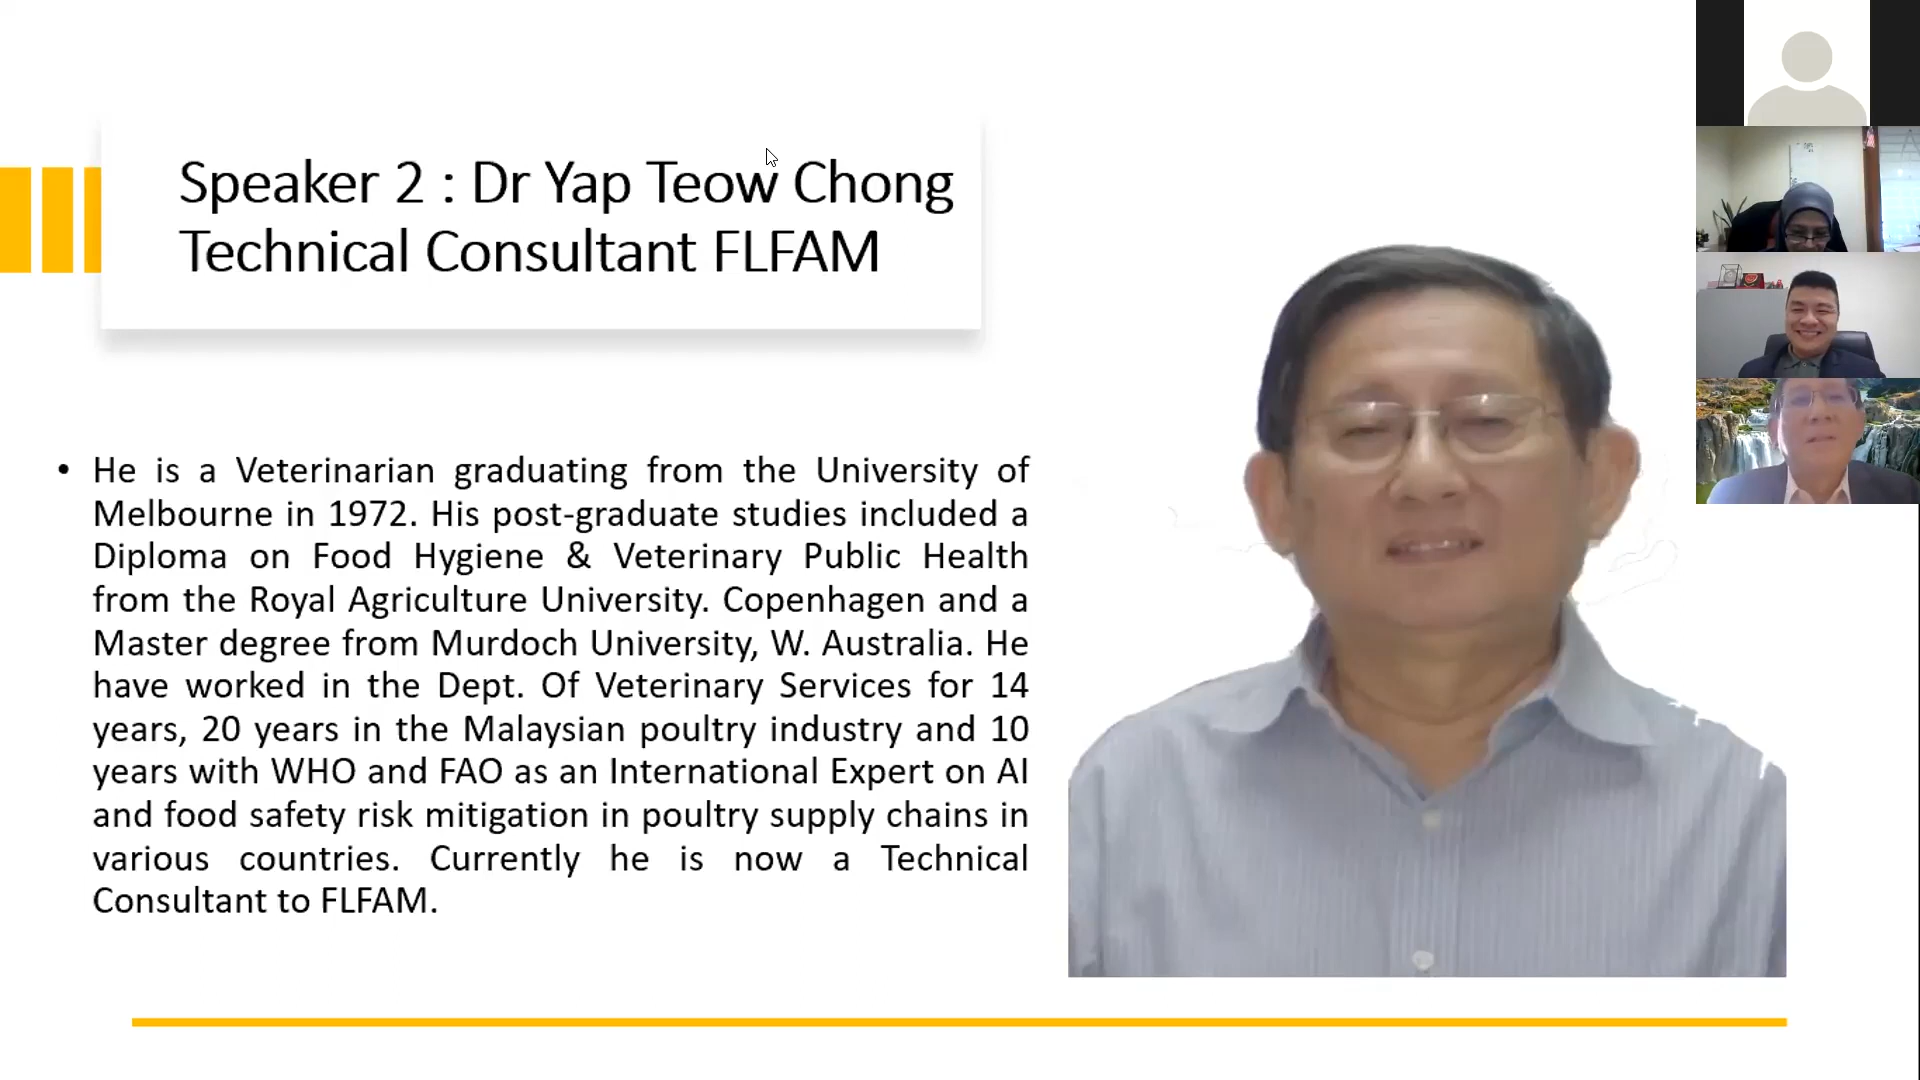 Speaker 2 : Dr Yap Teow Chong
Technical Consultant FLFAM
• He is a Veterinarian graduating from the University of
Melbourne in 1972. His post-graduate studies included a
Diploma on Food Hygiene & Veterinary Public Health
from the Royal Agriculture University. Copenhagen and a
Master degree from Murdoch University, W. Australia. He
have worked in the Dept. Of Veterinary Services for 14
years, 20 years in the Malaysian poultry industry and 10
years with WHO and FAO as an International Expert on AI
and food safety risk mitigation in poultry supply chains in
various countries. Currently he is now a Technical
Consultant to FLFAM.